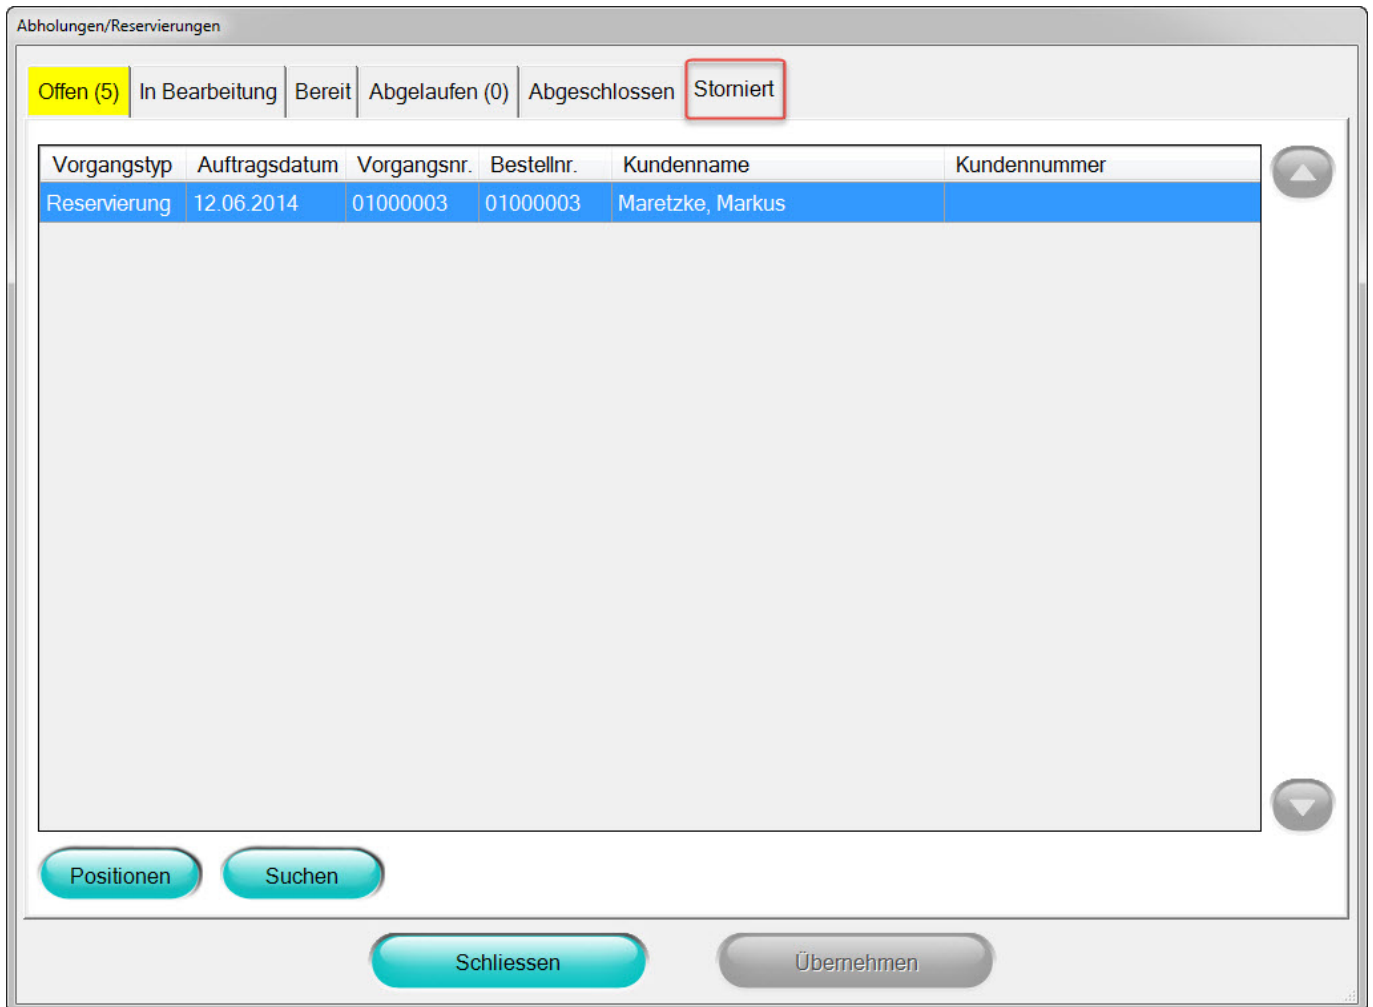 Abholungen/Reservierungen
Offen (5) In Bearbeitung Bereit Abgelaufen (0) Abgeschlossen Storniert
Vorgangstyp Auftragsdatum Vorgangsnr. Bestellnr. Kundenname Kundennummer
Reservierung 12.06.2014 01000003 01000003 Maretzke, Markus
Positionen Suchen
Schliessen Übernehmen